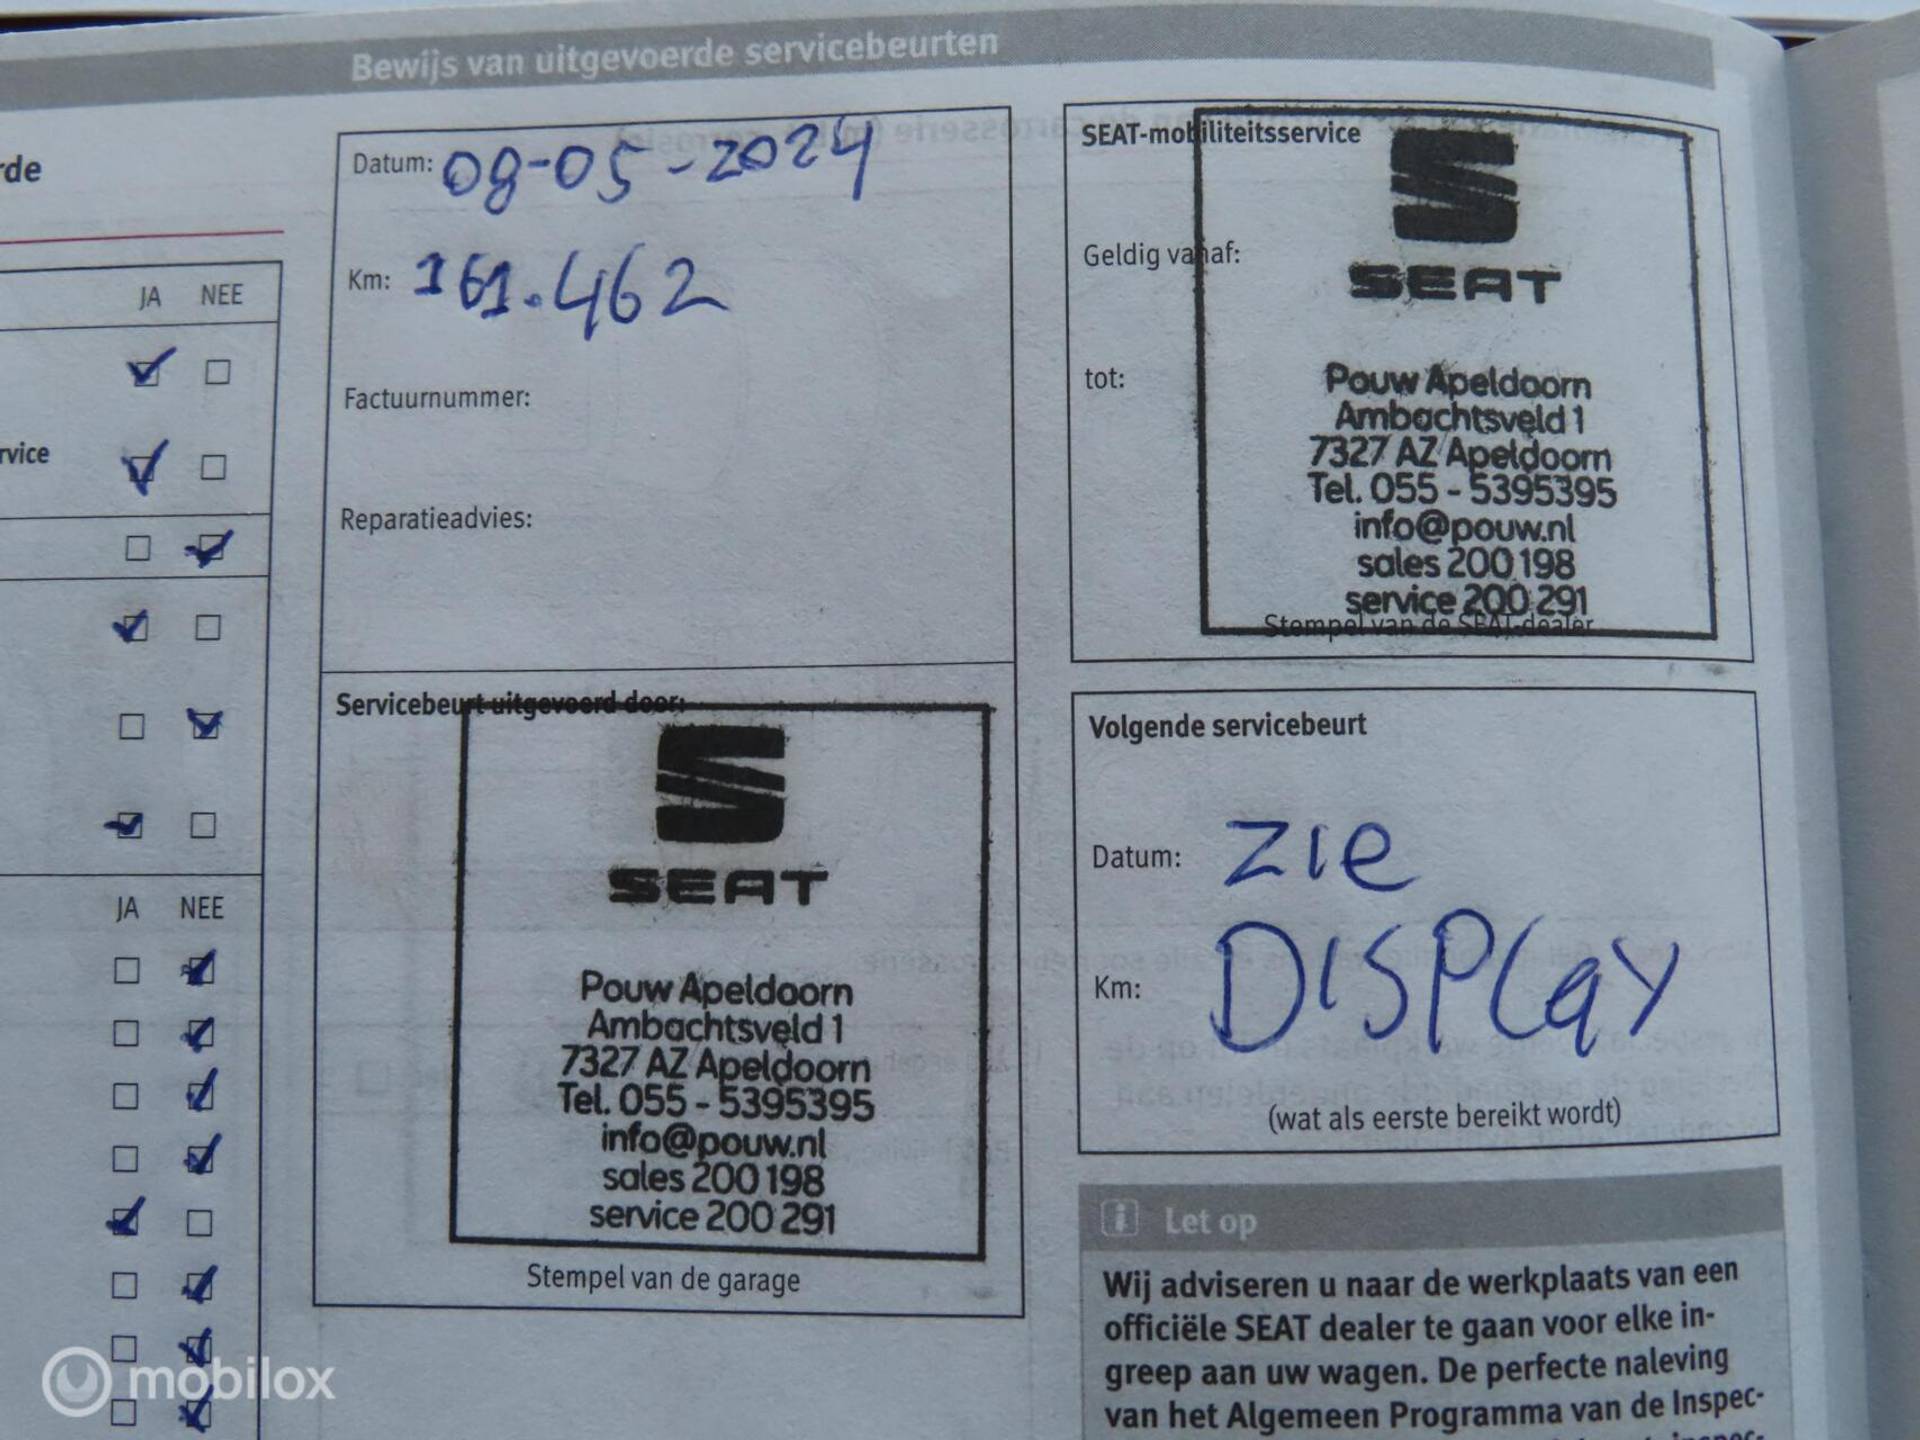 Bewijs van uitgevoerde servicebeurten
rde
JA NEE
rvice
JA NEE
Datum: 08-05-2024
Km: 161.462
Factuurnummer:
Reparatieadvies:
Servicebeurt uitgevoerd door:
SEAT
Pouw Apeldoorn
Ambachtsveld 1
7327 AZ Apeldoorn
Tel. 055 - 5395395
info@pouw.nl
sales 200 198
service 200 291
Stempel van de garage
SEAT-mobiliteitsservice
Geldig vanaf:
tot:
SEAT
Pouw Apeldoorn
Ambachtsveld 1
7327 AZ Apeldoorn
Tel. 055 - 5395395
info@pouw.nl
sales 200 198
service 200 291
Stempel van de SEAT-dealer
Volgende servicebeurt
Datum: ZIE
Km: DISPLaY
(wat als eerste bereikt wordt)
i Let op
Wij adviseren u naar de werkplaats van een
officiële SEAT dealer te gaan voor elke in-
greep aan uw wagen. De perfecte naleving
van het Algemeen Programma van de Inspec-
mobilox